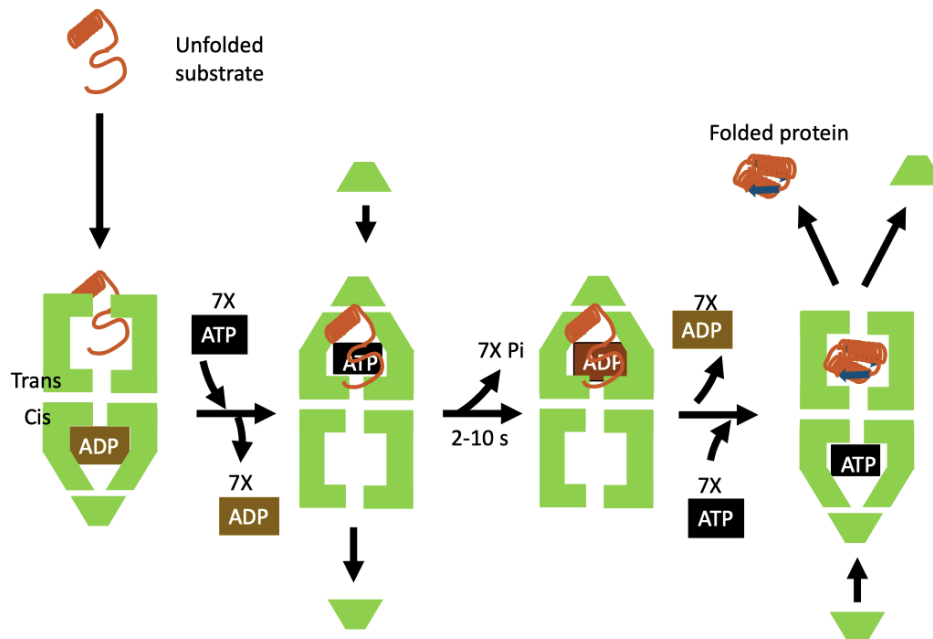 Unfolded
substrate
Folded protein
7X
ATP
Trans
Cis
ADP
7X
ADP
ATP
7X Pi
2-10 s
ADP
7X
ADP
7X
ATP
ATP